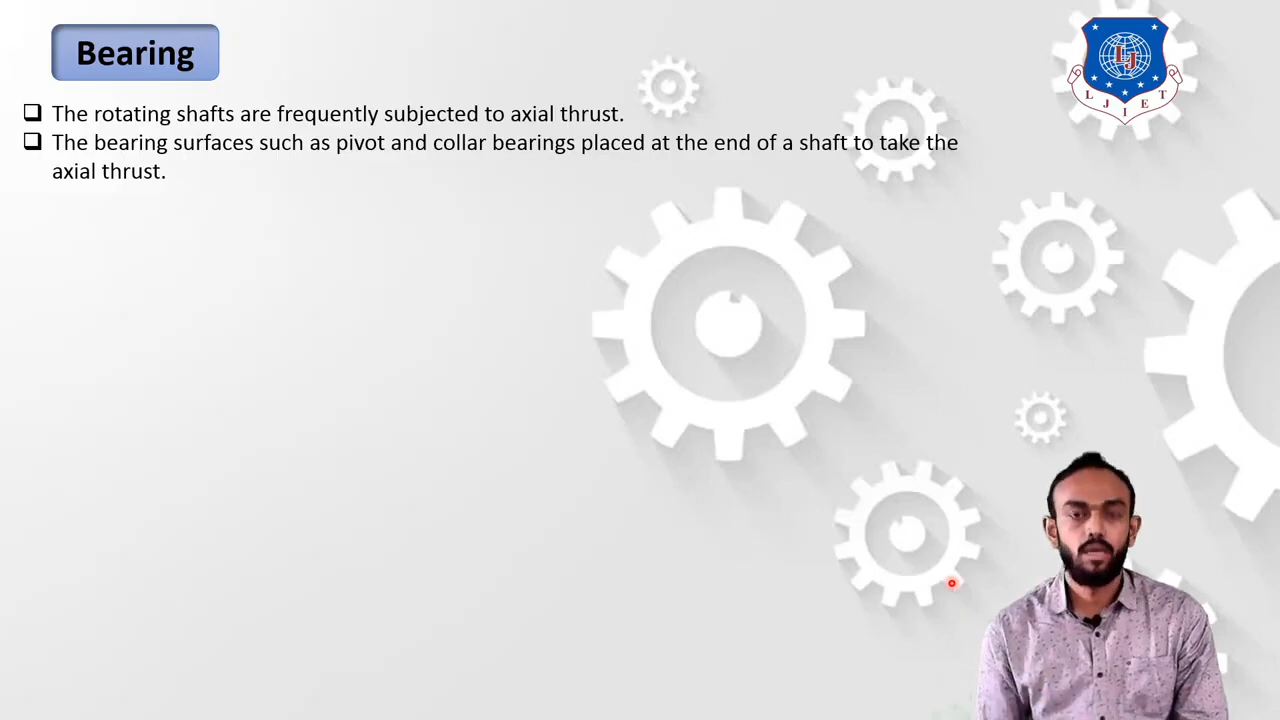 Bearing
The rotating shafts are frequently subjected to axial thrust.
The bearing surfaces such as pivot and collar bearings placed at the end of a shaft to take the
axial thrust.
LJ
L J I E T